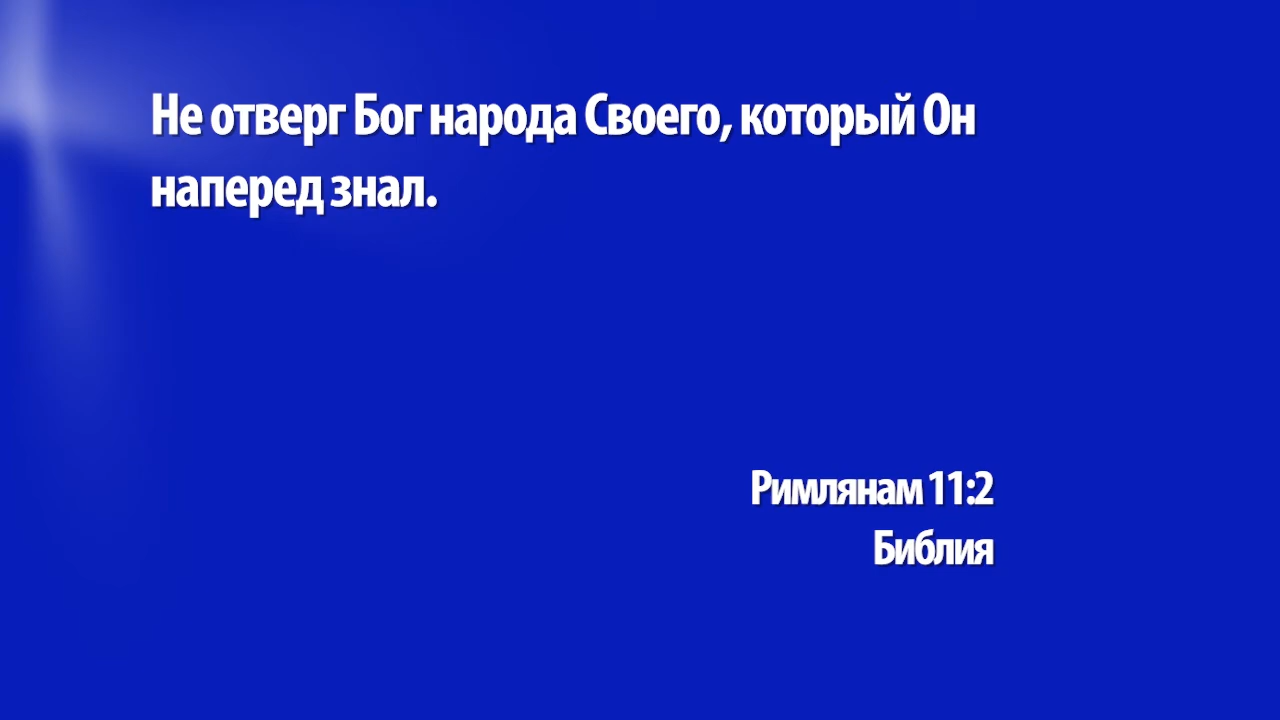 Не отверг Бог народа Своего, который Он
наперед знал.
Римлянам 11:2
Библия